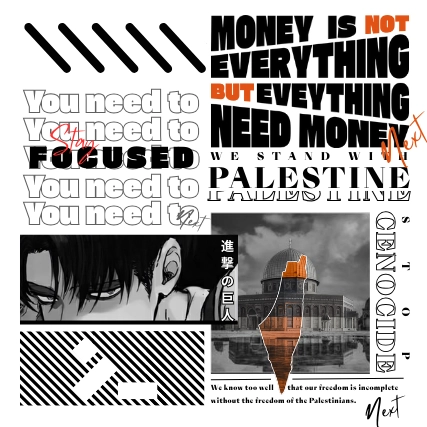 You need to
You need to
Stay
FOCUSED
You need to
You need to
Next
MONEY IS NOT
EVERYTHING
BUT EVEYTHING
NEED MONEY
Next
WE STAND WITH
PALESTINE
進撃の巨人
STOP
GENOCIDE
We know too well that our freedom is incomplete
without the freedom of the Palestinians.
Next